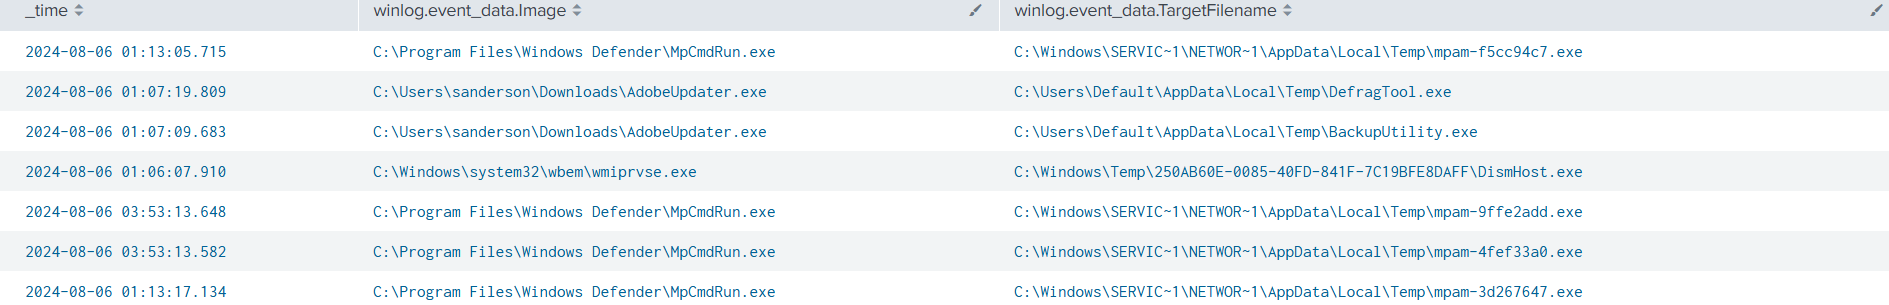 _time winlog.event_data.Image winlog.event_data.TargetFilename
2024-08-06 01:13:05.715 C:\Program Files\Windows Defender\MpCmdRun.exe C:\Windows\SERVIC~1\NETWOR~1\AppData\Local\Temp\mpam-f5cc94c7.exe
2024-08-06 01:07:19.809 C:\Users\sanderson\Downloads\AdobeUpdater.exe C:\Users\Default\AppData\Local\Temp\DefragTool.exe
2024-08-06 01:07:09.683 C:\Users\sanderson\Downloads\AdobeUpdater.exe C:\Users\Default\AppData\Local\Temp\BackupUtility.exe
2024-08-06 01:06:07.910 C:\Windows\system32\wbem\wmiprvse.exe C:\Windows\Temp\250AB60E-0085-40FD-841F-7C19BFE8DAFF\DismHost.exe
2024-08-06 03:53:13.648 C:\Program Files\Windows Defender\MpCmdRun.exe C:\Windows\SERVIC~1\NETWOR~1\AppData\Local\Temp\mpam-9ffe2add.exe
2024-08-06 03:53:13.582 C:\Program Files\Windows Defender\MpCmdRun.exe C:\Windows\SERVIC~1\NETWOR~1\AppData\Local\Temp\mpam-4fef33a0.exe
2024-08-06 01:13:17.134 C:\Program Files\Windows Defender\MpCmdRun.exe C:\Windows\SERVIC~1\NETWOR~1\AppData\Local\Temp\mpam-3d267647.exe